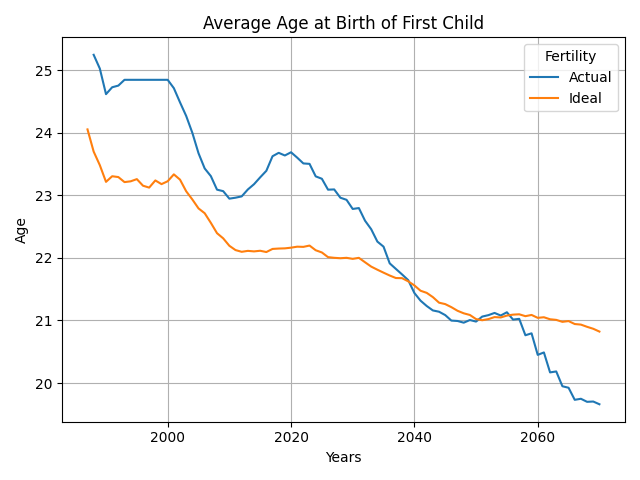 Average Age at Birth of First Child
Fertility
Actual
Ideal
Age
25
24
23
22
21
20
2000
2020
2040
2060
Years